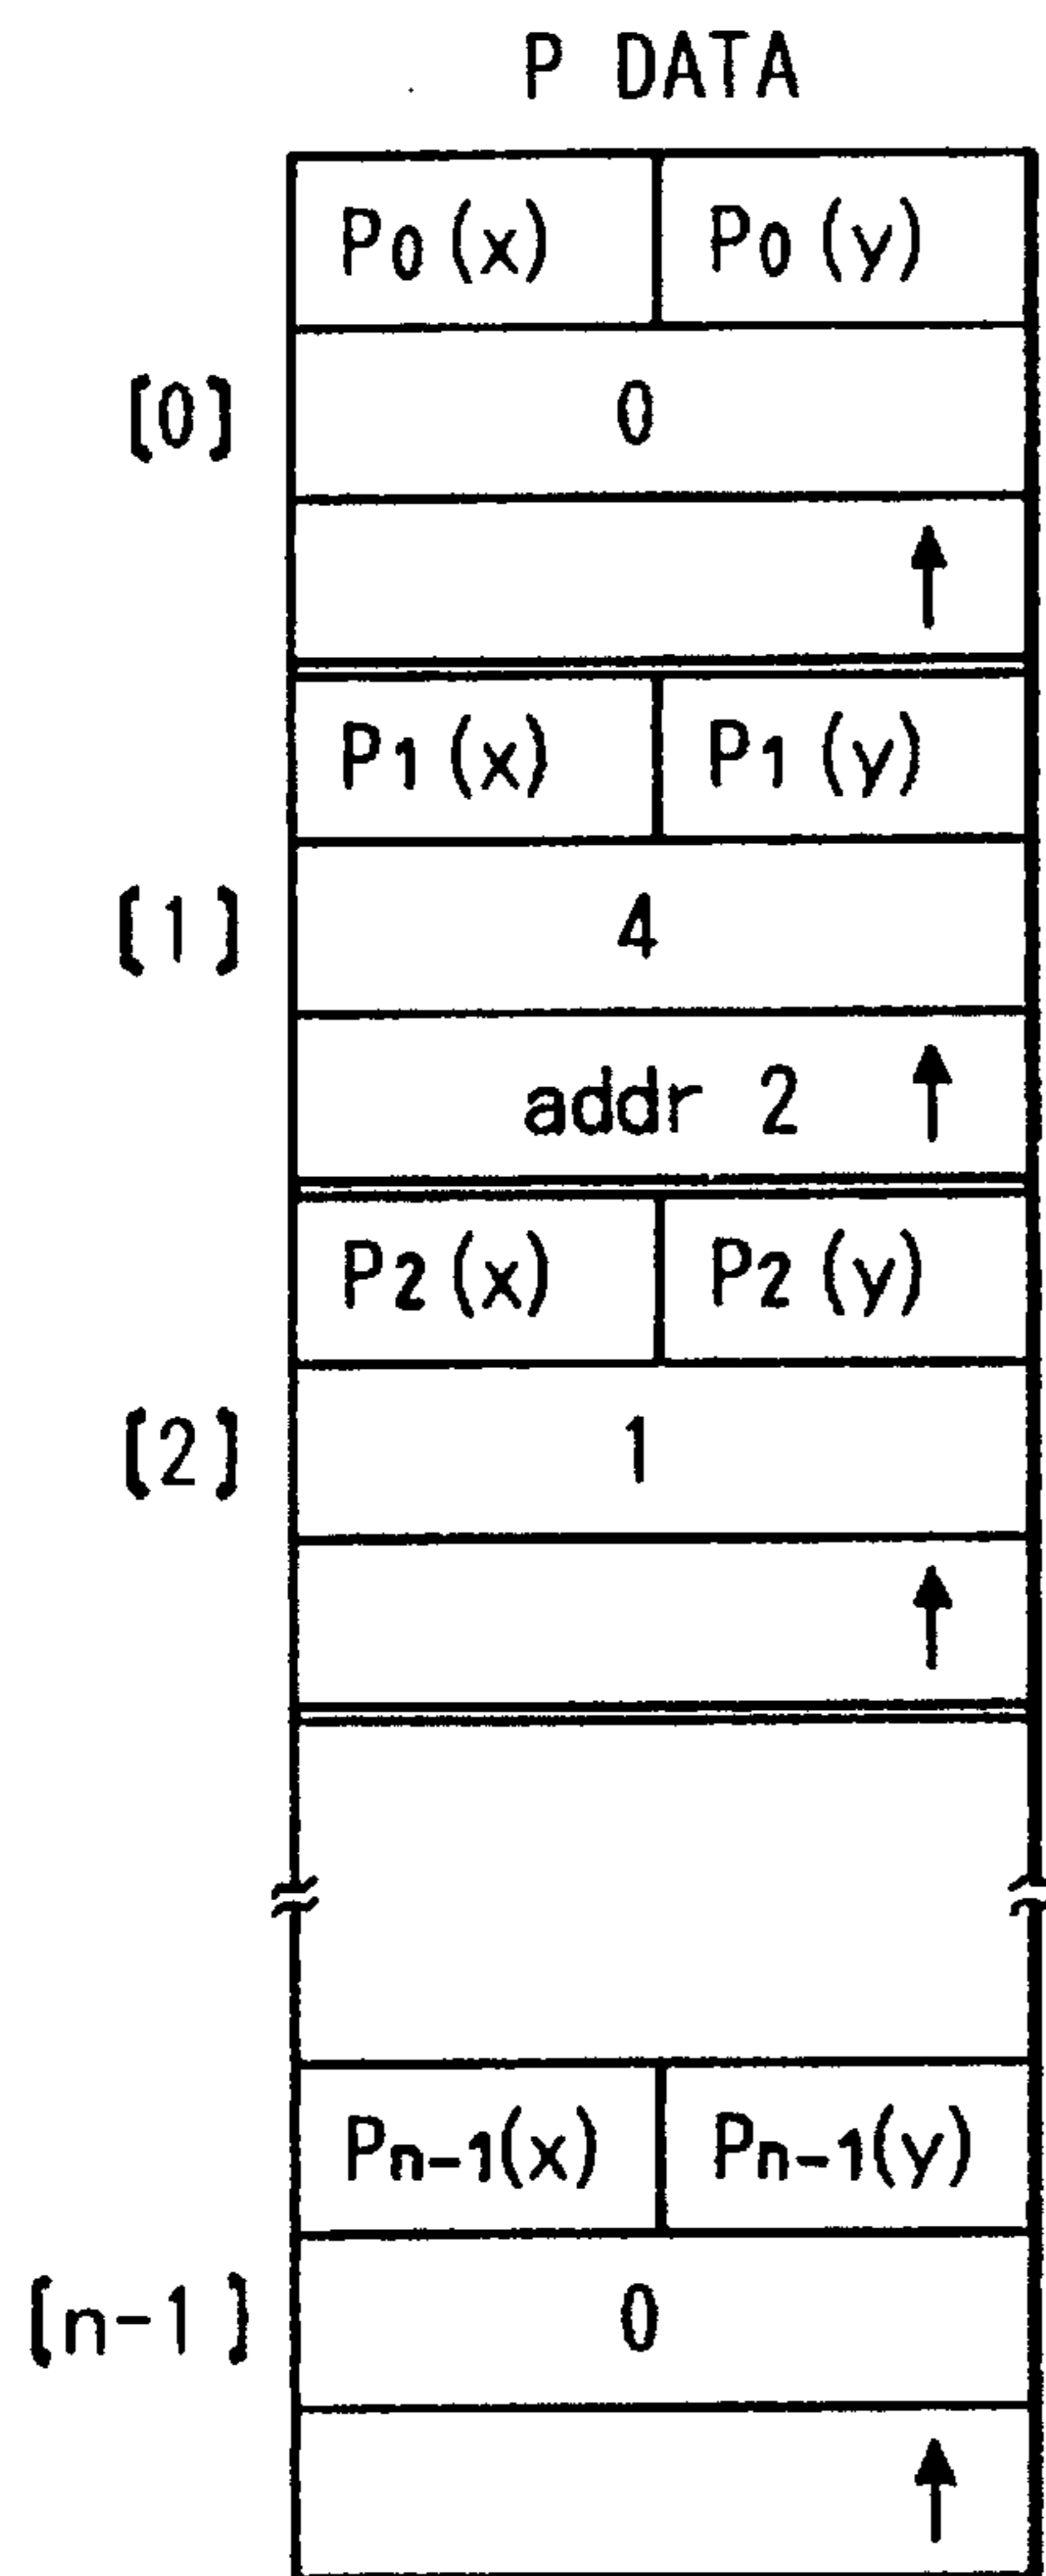 P DATA
P0(x) P0(y)
[0] 0
↑
P1(x) P1(y)
[1] 4
addr 2 ↑
P2(x) P2(y)
[2] 1
↑
Pn-1(x) Pn-1(y)
[n-1] 0
↑